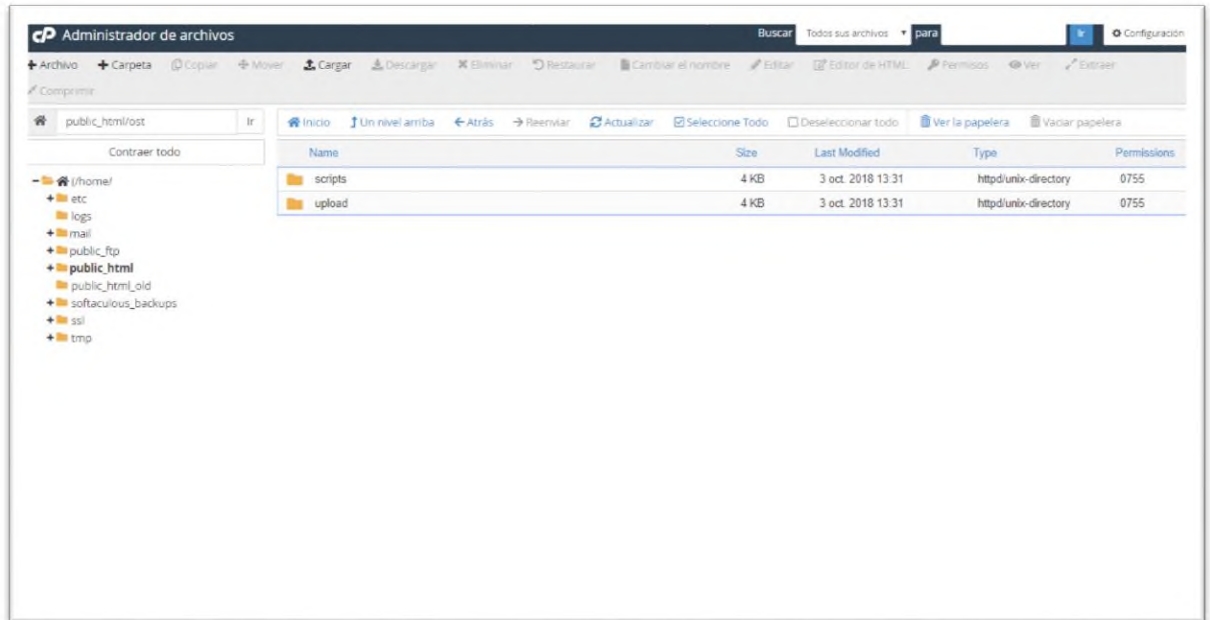 cP Administrador de archivos Buscar Todos sus archivos para Ir Configuración
Archivo Carpeta Copiar Mover Cargar Descargar Eliminar Restaurar Cambiar el nombre Editar Editor de HTML Permisos Ver Extraer
Comprimir
public_html/ost Ir Inicio Un nivel arriba Atrás Reenviar Actualizar Seleccione Todo Deseleccionar todo Ver la papelera Vaciar papelera
Contraer todo Name Size Last Modified Type Permissions
(/home/ scripts 4 KB 3 oct. 2018 13:31 httpd/unix-directory 0755
etc upload 4 KB 3 oct. 2018 13:31 httpd/unix-directory 0755
logs
mail
public_ftp
public_html
public_html_old
softaculous_backups
ssl
tmp